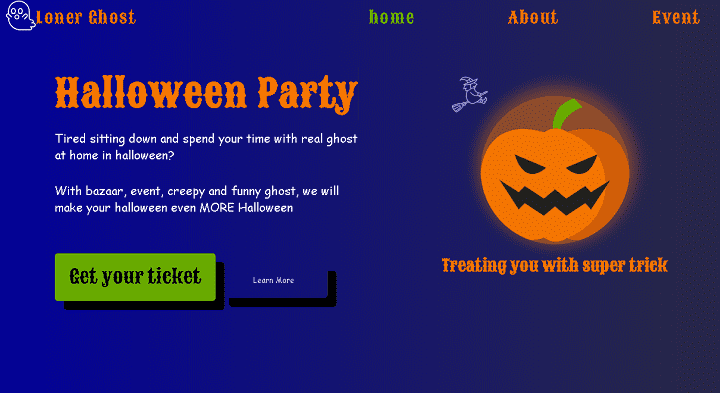 Loner Ghost
home
About
Event
Halloween Party
Tired sitting down and spend your time with real ghost
at home in halloween?
With bazaar, event, creepy and funny ghost, we will
make your halloween even MORE Halloween
Get your ticket
Learn More
Treating you with super trick